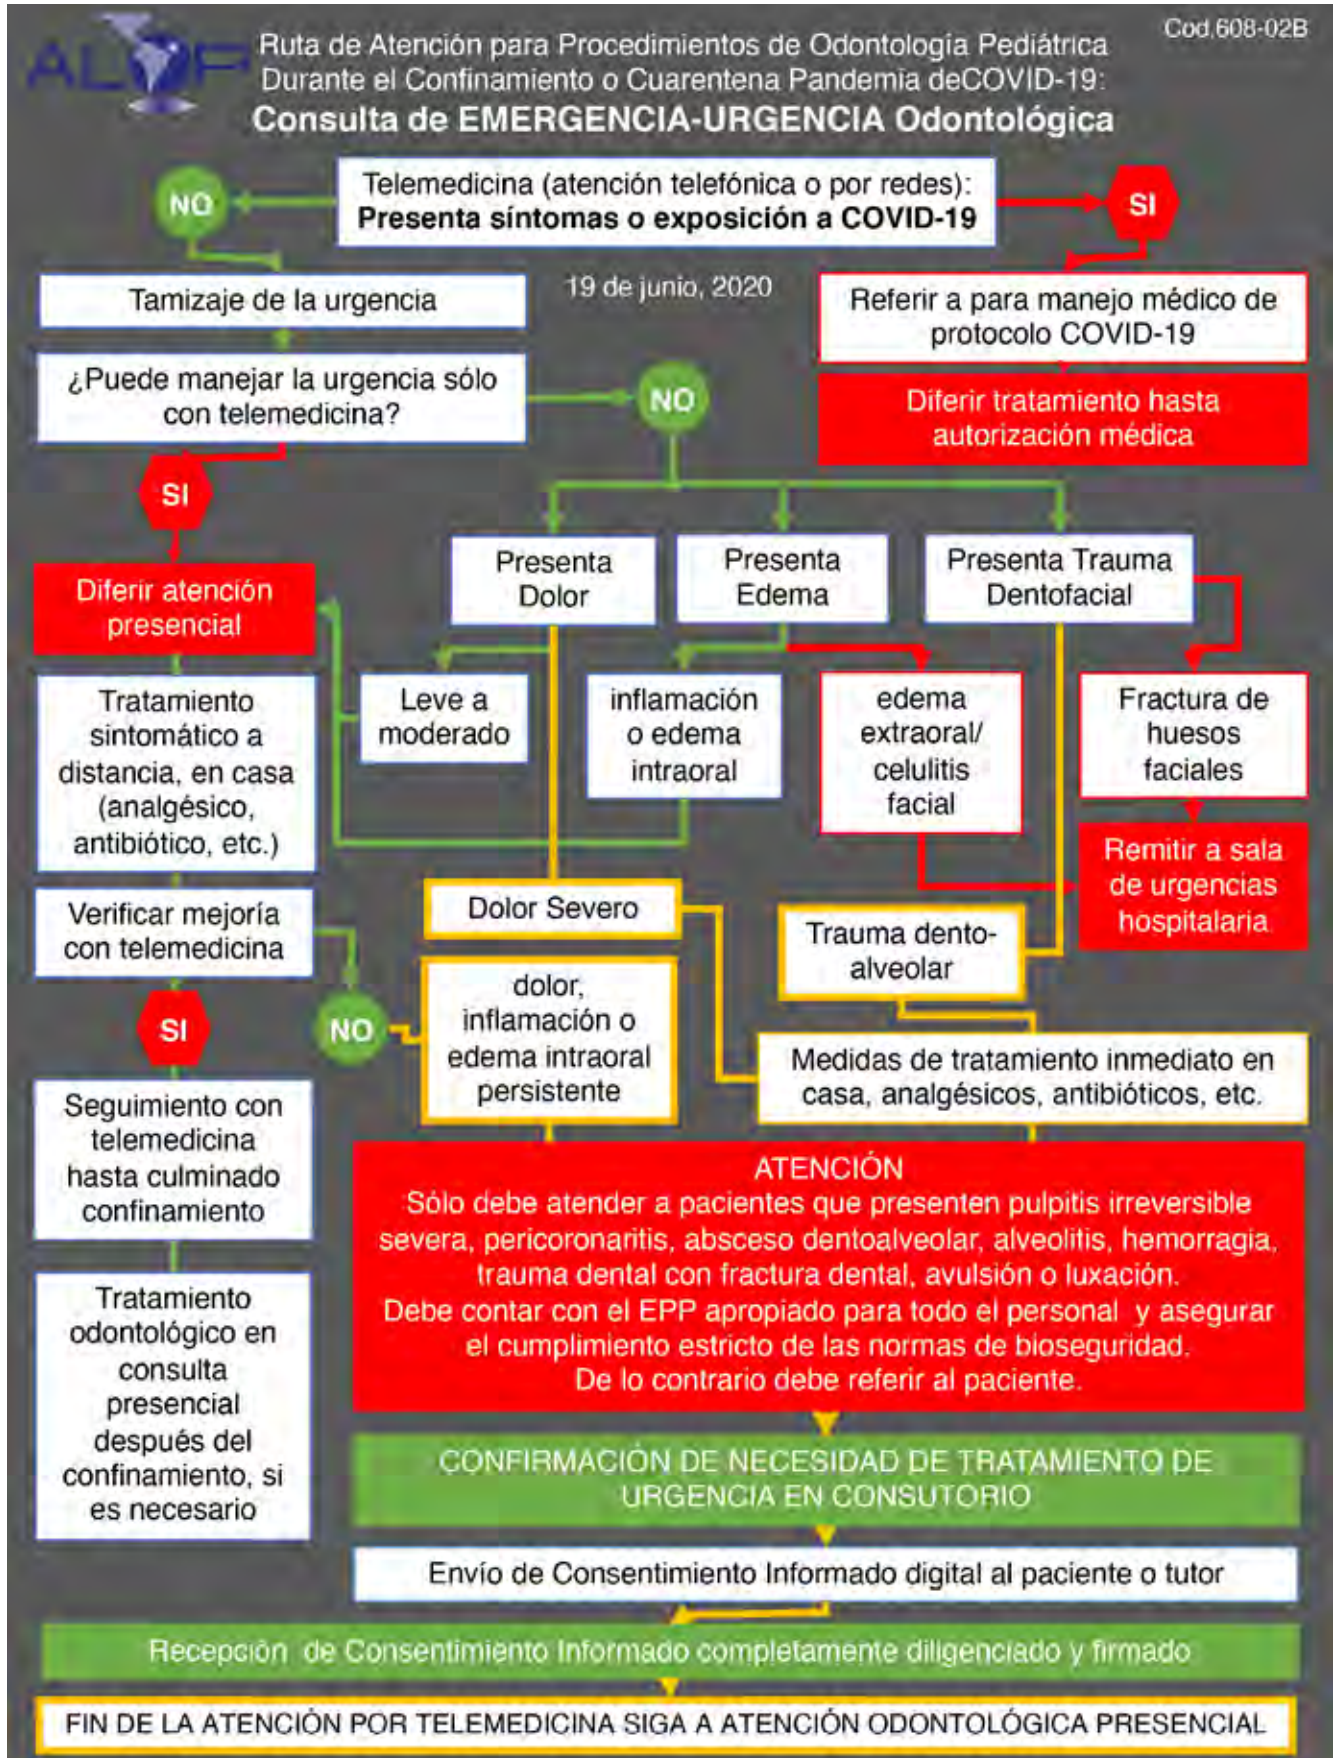 ALOP
Cod.608-02B
Ruta de Atención para Procedimientos de Odontología Pediátrica
Durante el Confinamiento o Cuarentena Pandemia deCOVID-19:
Consulta de EMERGENCIA-URGENCIA Odontológica
NO
Telemedicina (atención telefónica o por redes):
Presenta síntomas o exposición a COVID-19
SI
Tamizaje de la urgencia
19 de junio, 2020
Referir a para manejo médico de
protocolo COVID-19
¿Puede manejar la urgencia sólo
con telemedicina?
NO
Diferir tratamiento hasta
autorización médica
SI
Presenta
Dolor
Presenta
Edema
Presenta Trauma
Dentofacial
Diferir atención
presencial
Tratamiento
sintomático a
distancia, en casa
(analgésico,
antibiótico, etc.)
Leve a
moderado
inflamación
o edema
intraoral
edema
extraoral/
celulitis
facial
Fractura de
huesos
faciales
Remitir a sala
de urgencias
hospitalaria
Verificar mejoría
con telemedicina
Dolor Severo
Trauma dento-
alveolar
SI
NO
dolor,
inflamación o
edema intraoral
persistente
Medidas de tratamiento inmediato en
casa, analgésicos, antibióticos, etc.
Seguimiento con
telemedicina
hasta culminado
confinamiento
ATENCIÓN
Sólo debe atender a pacientes que presenten pulpitis irreversible
severa, pericoronaritis, absceso dentoalveolar, alveolitis, hemorragia,
trauma dental con fractura dental, avulsión o luxación.
Debe contar con el EPP apropiado para todo el personal y asegurar
el cumplimiento estricto de las normas de bioseguridad.
De lo contrario debe referir al paciente.
Tratamiento
odontológico en
consulta
presencial
después del
confinamiento, si
es necesario
CONFIRMACIÓN DE NECESIDAD DE TRATAMIENTO DE
URGENCIA EN CONSUTORIO
Envío de Consentimiento Informado digital al paciente o tutor
Recepción de Consentimiento Informado completamente diligenciado y firmado
FIN DE LA ATENCIÓN POR TELEMEDICINA SIGA A ATENCIÓN ODONTOLÓGICA PRESENCIAL